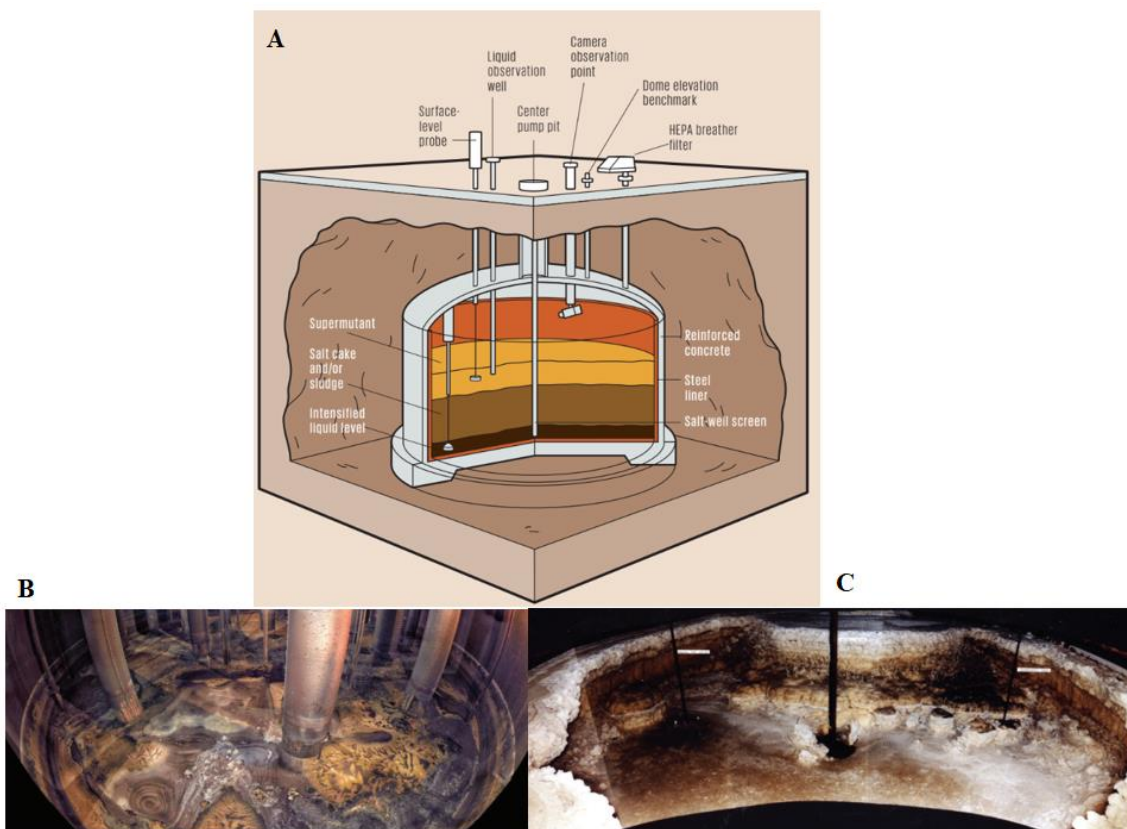 A
Liquid
observation
well
Camera
observation
point
Dome elevation
benchmark
Surface-
level
probe
Center
pump pit
HEPA breather
filter
Supermutant
Salt cake
and/or
slodge
Intensified
liquid level
Reinforced
concrete
Steel
liner
Salt-well screen
B
C